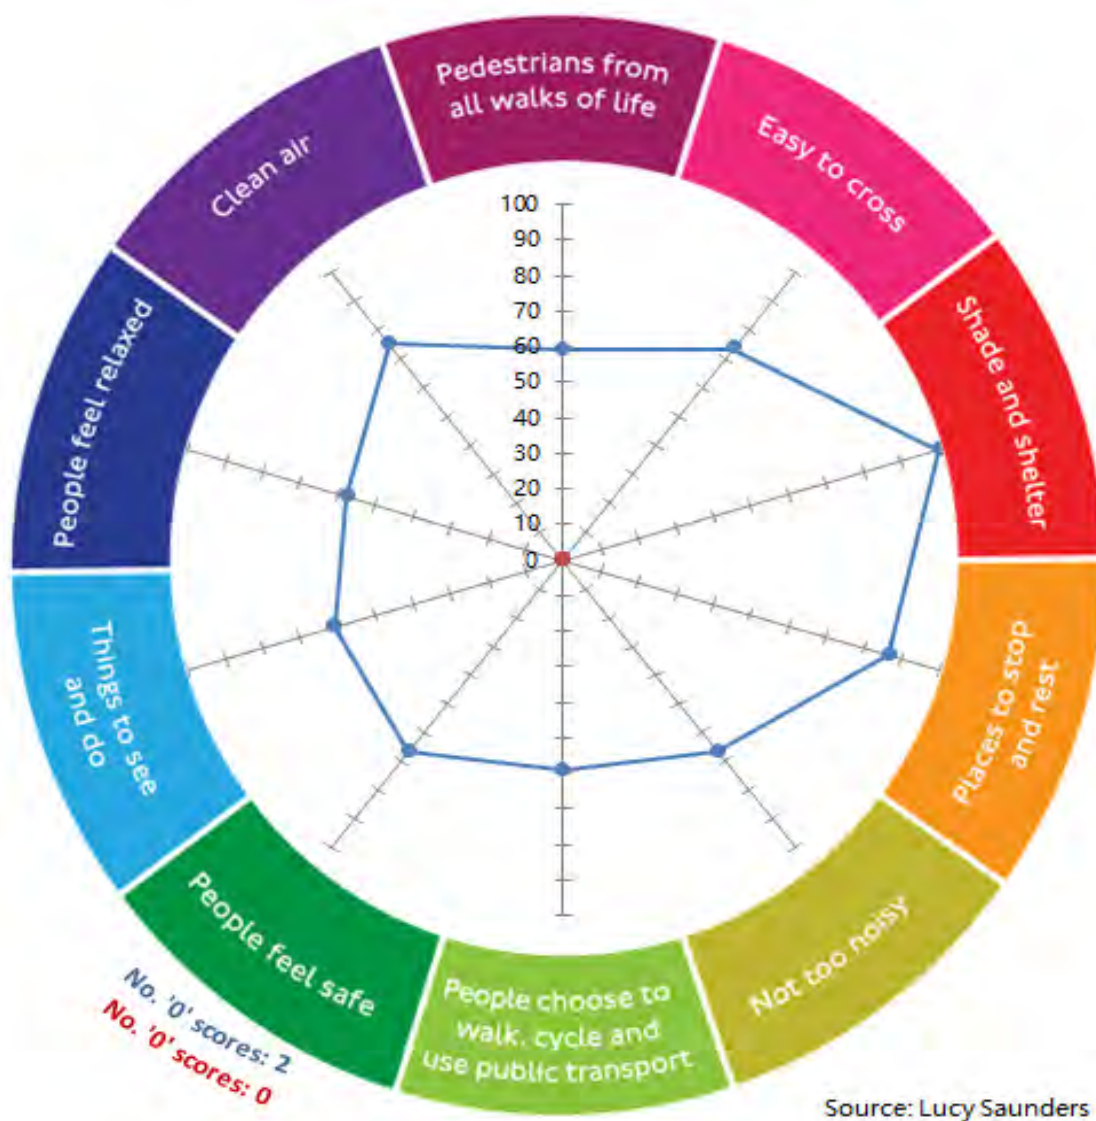 Pedestrians from
all walks of life
Easy to cross
Shade and shelter
Places to stop
and rest
Not too noisy
People choose to
walk, cycle and
use public transport
People feel safe
Things to see
and do
People feel relaxed
Clean air
100
90
80
70
60
50
40
30
20
10
0
No. '0' scores: 2
No. '0' scores: 0
Source: Lucy Saunders